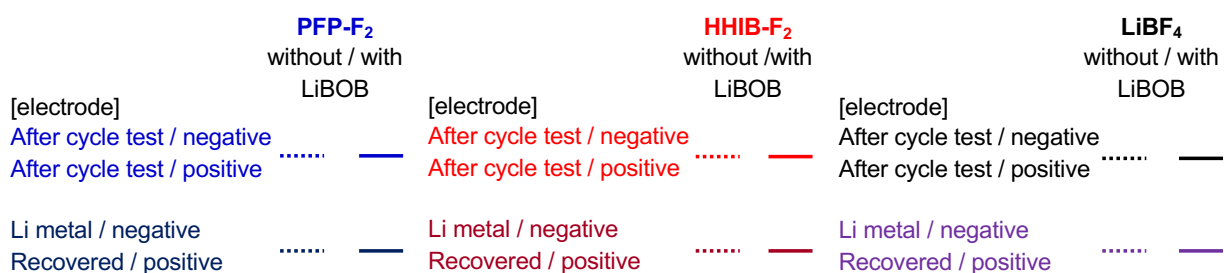 PFP-F₂
without / with
LiBOB
[electrode]
After cycle test / negative
After cycle test / positive
Li metal / negative
Recovered / positive
HHIB-F₂
without /with
LiBOB
[electrode]
After cycle test / negative
After cycle test / positive
Li metal / negative
Recovered / positive
LiBF₄
without / with
LiBOB
[electrode]
After cycle test / negative
After cycle test / positive
Li metal / negative
Recovered / positive